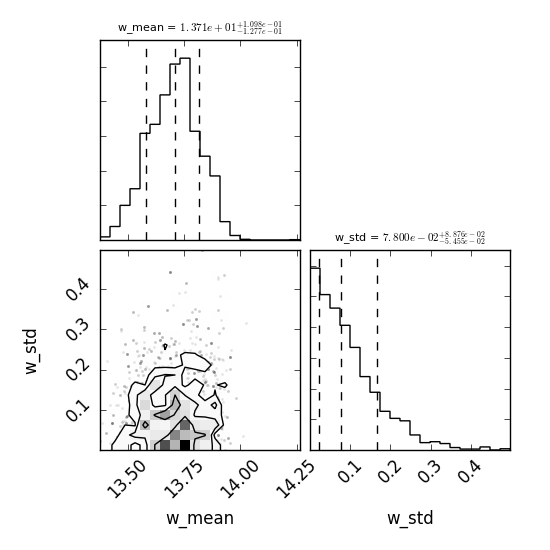 w_mean = 1.371e + 01 +1.098e−01 −1.277e−01
w_std = 7.800e − 02 +8.876e−02 −5.455e−02
w_std
0.4
0.3
0.2
0.1
13.50 13.75 14.00 14.25 0.1 0.2 0.3 0.4
w_mean w_std